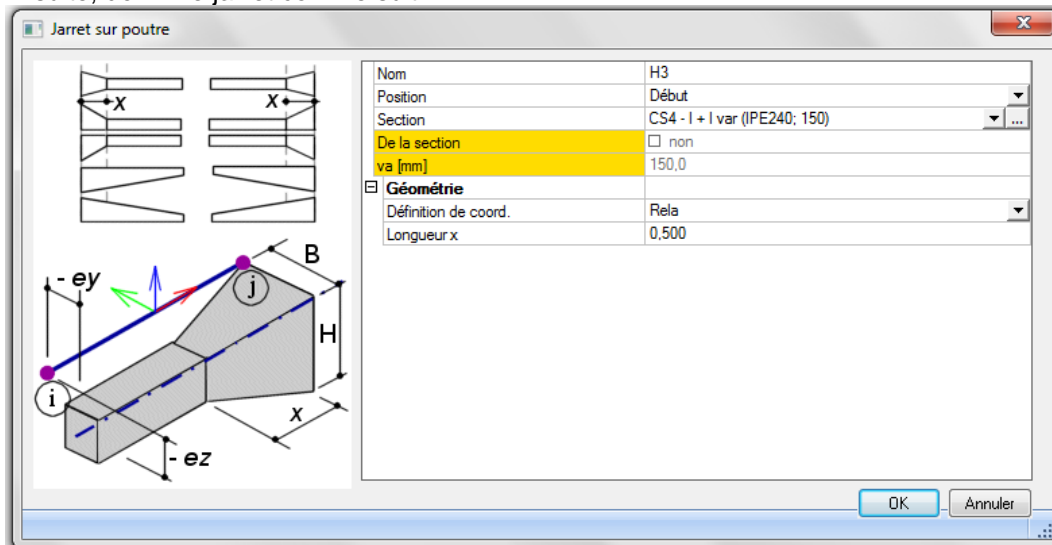 Jarret sur poutre
x
x
B
- ey
j
H
i
x
- ez
Nom H3
Position Début
Section CS4 - I + I var (IPE240; 150) ...
De la section non
va [mm] 150,0
Géométrie
Définition de coord. Rela
Longueur x 0,500
OK Annuler